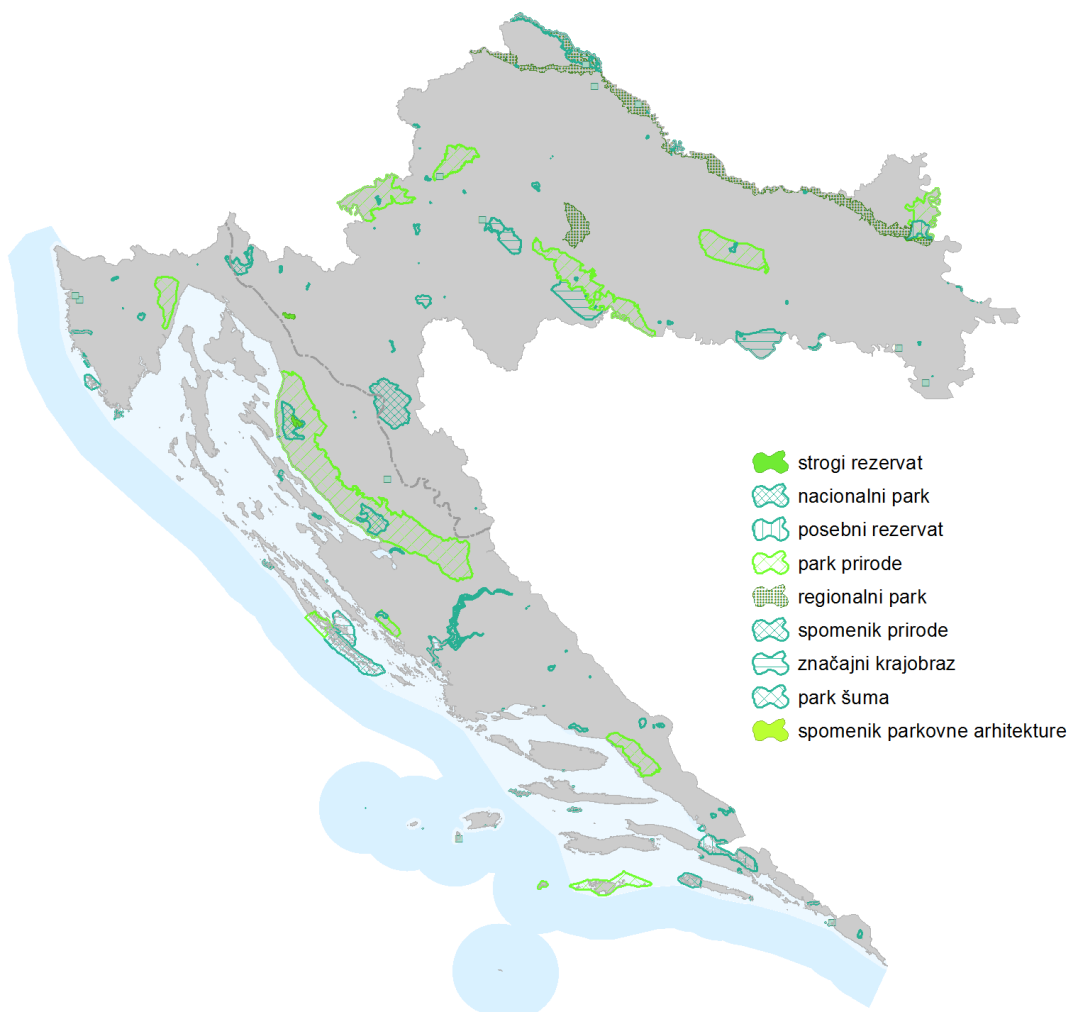 strogi rezervat
nacionalni park
posebni rezervat
park prirode
regionalni park
spomenik prirode
značajni krajobraz
park šuma
spomenik parkovne arhitekture